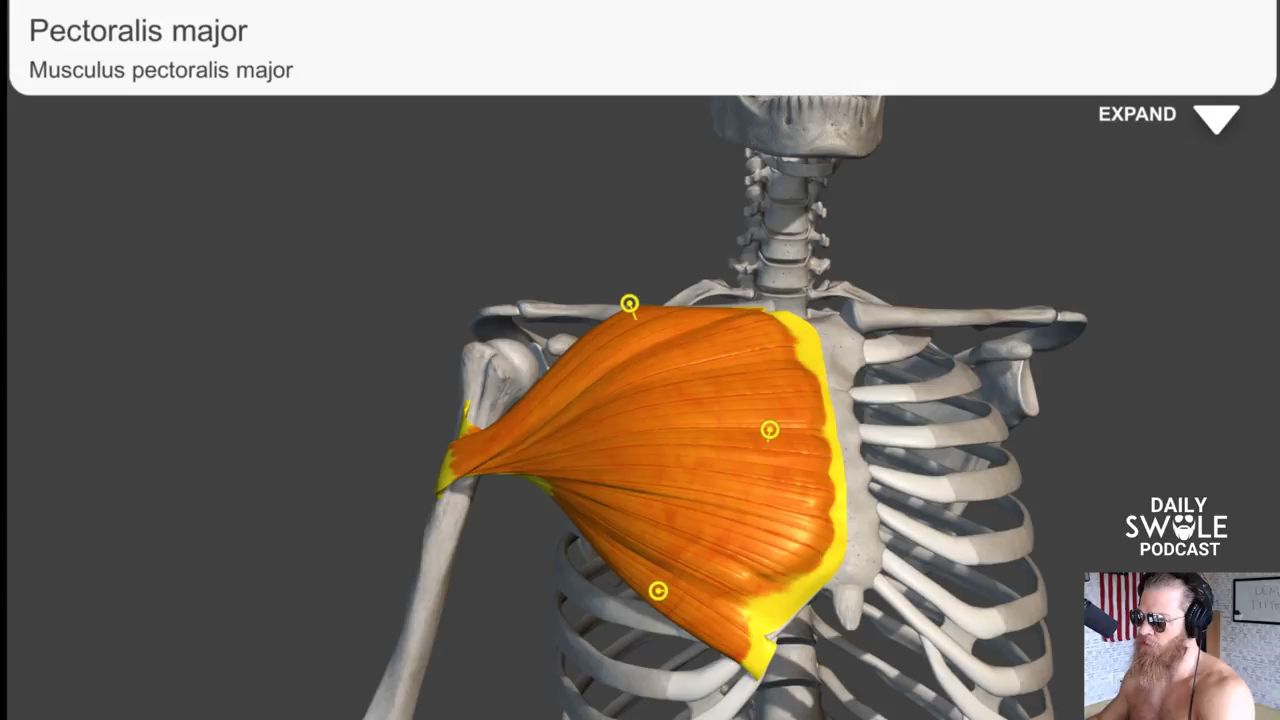 Pectoralis major
Musculus pectoralis major
EXPAND
DAILY
SWOLE
PODCAST